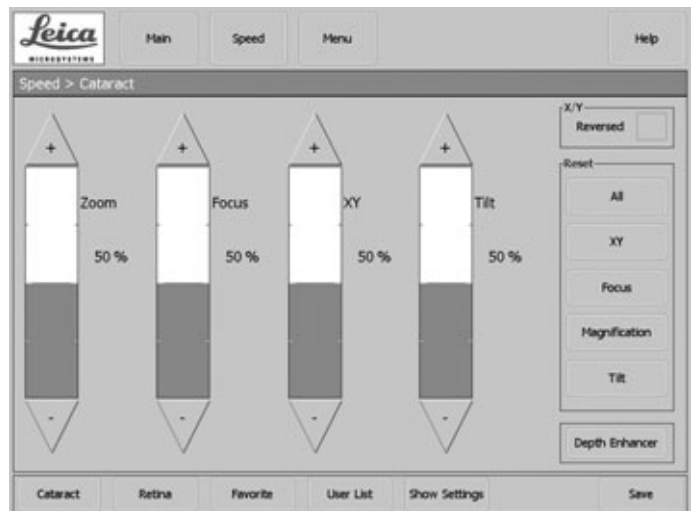 Leica
MICROSYSTEMS
Main Speed Menu Help
Speed > Cataract
+ + + +
Zoom Focus XY Tilt
50 % 50 % 50 % 50 %
- - - -
X/Y
Reversed
Reset
All
XY
Focus
Magnification
Tilt
Depth Enhancer
Cataract Retina Favorite User List Show Settings Save